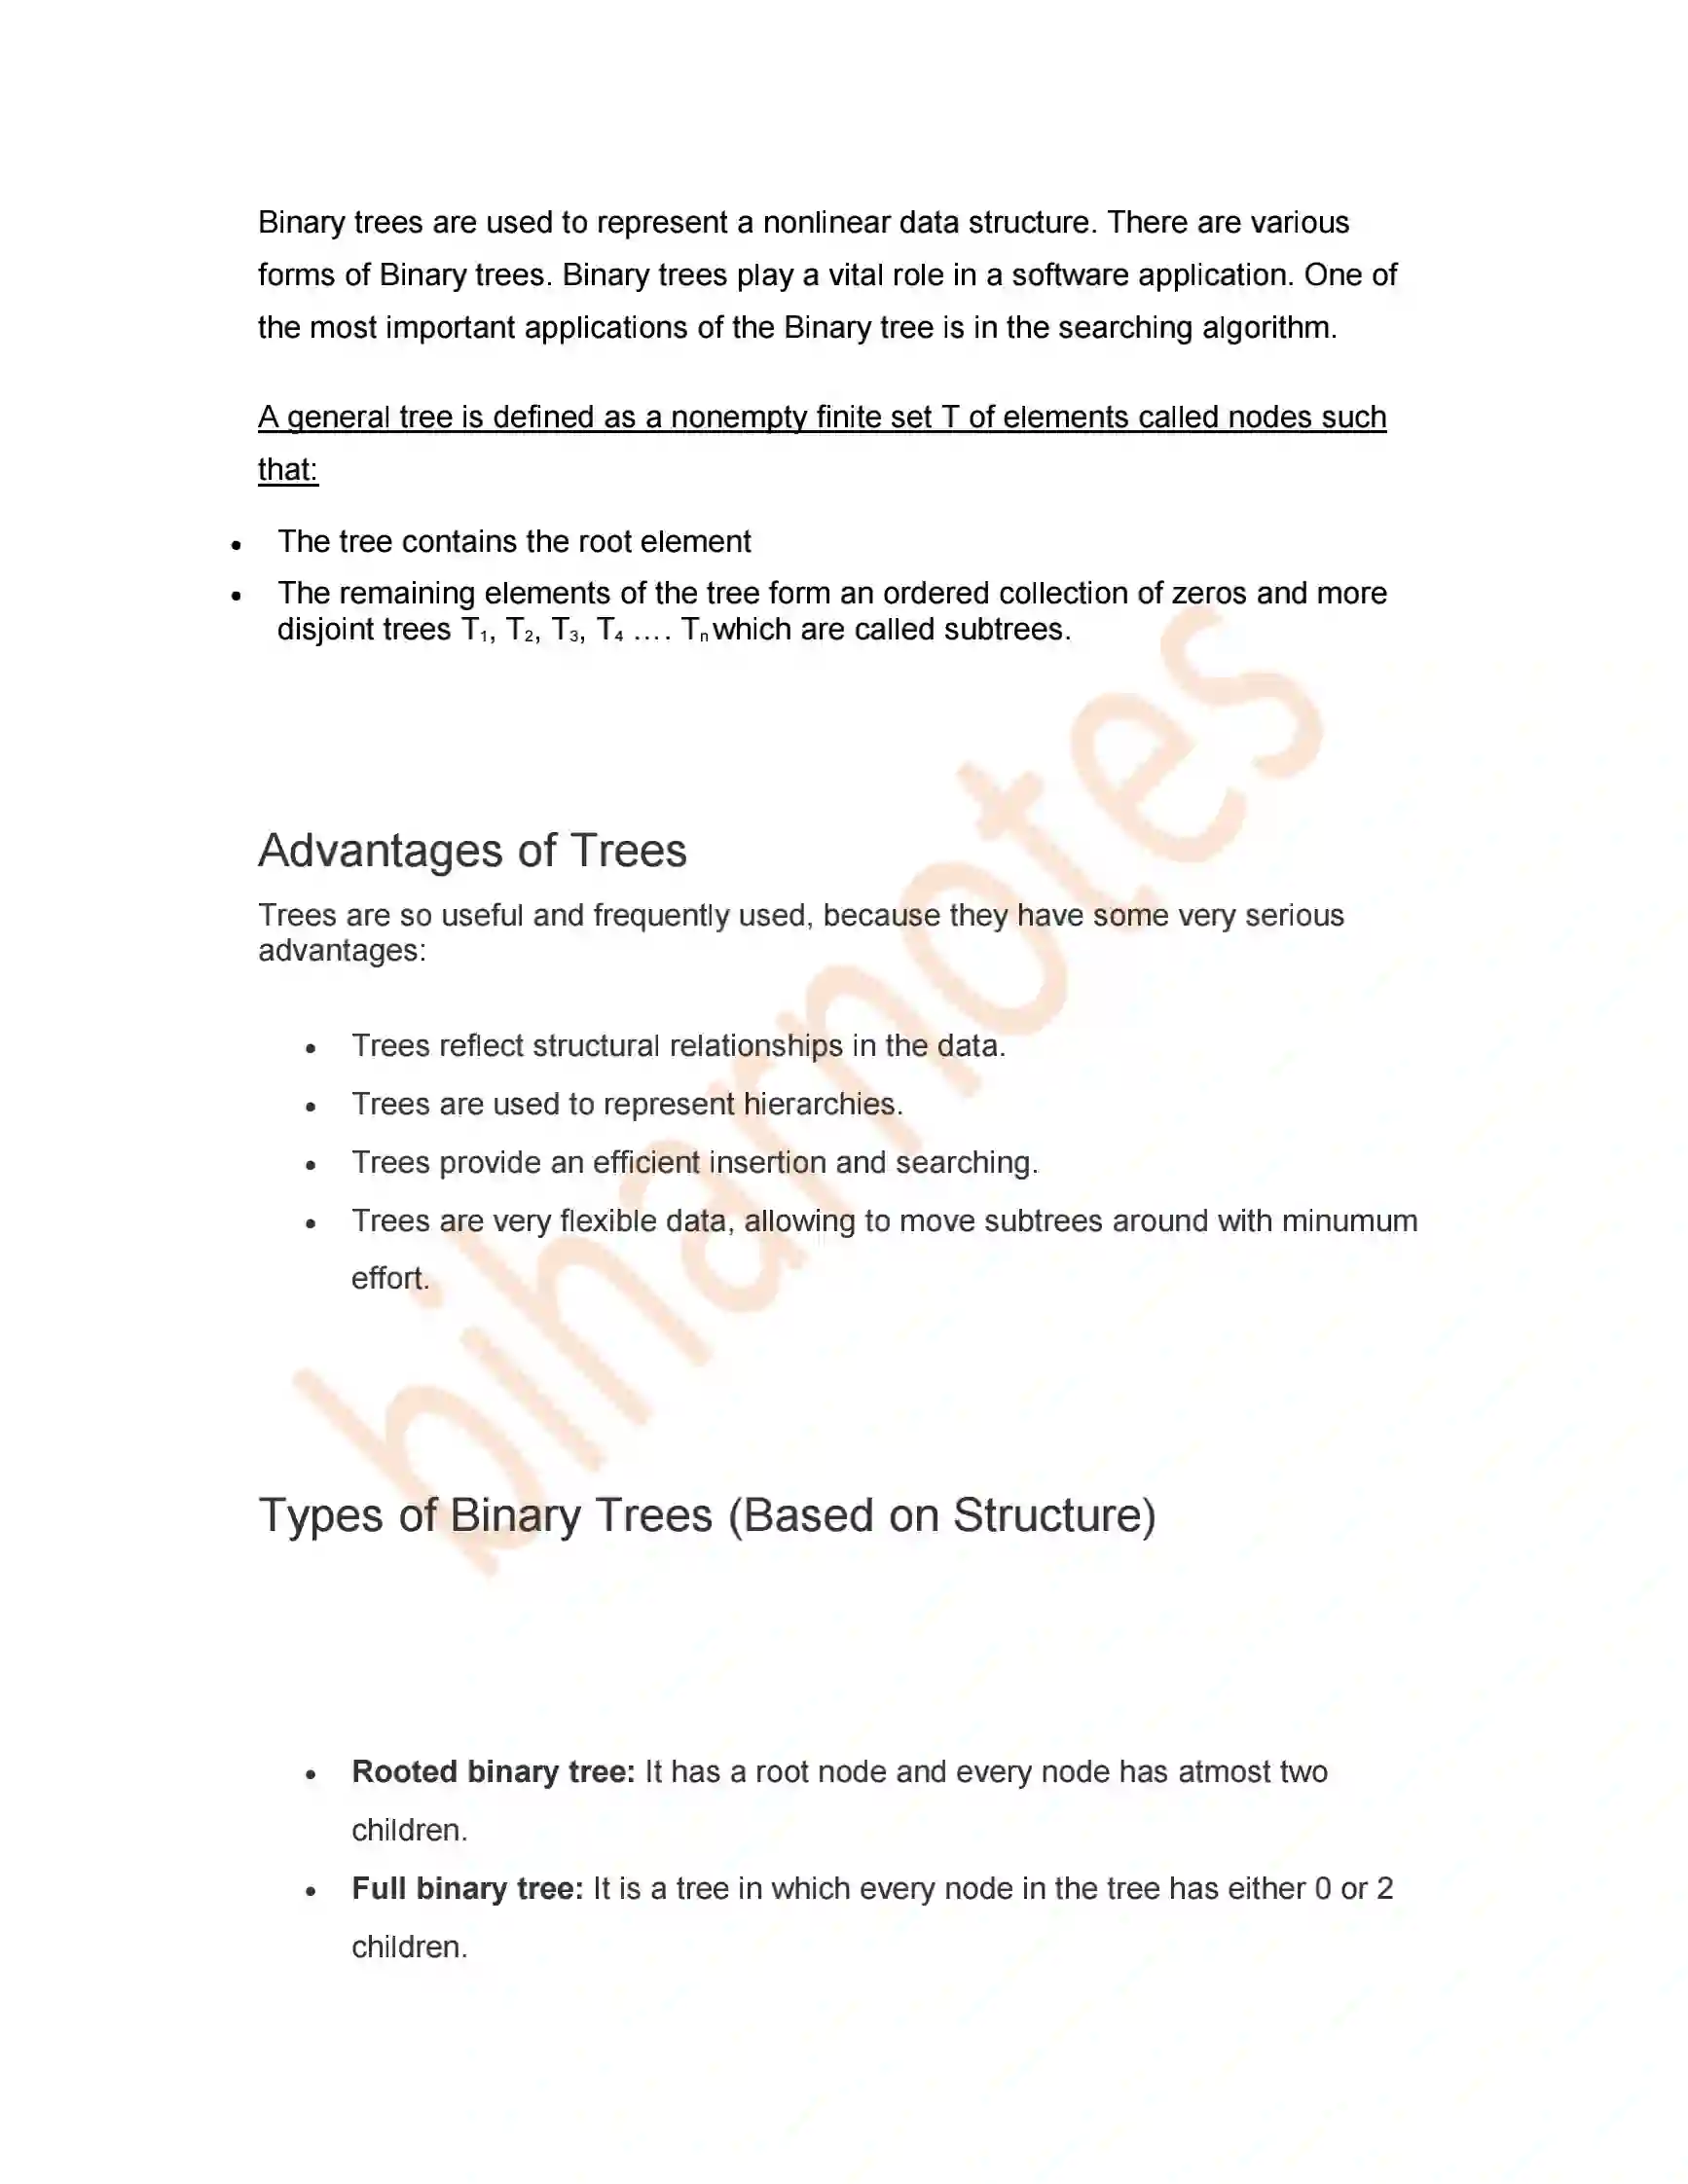 Binary trees are used to represent a nonlinear data structure. There are various
forms of Binary trees. Binary trees play a vital role in a software application. One of
the most important applications of the Binary tree is in the searching algorithm.
A general tree is defined as a nonempty finite set T of elements called nodes such
that:
• The tree contains the root element
• The remaining elements of the tree form an ordered collection of zeros and more
disjoint trees T₁, T₂, T₃, T₄ …. Tₙ which are called subtrees.
Advantages of Trees
Trees are so useful and frequently used, because they have some very serious
advantages:
• Trees reflect structural relationships in the data.
• Trees are used to represent hierarchies.
• Trees provide an efficient insertion and searching.
• Trees are very flexible data, allowing to move subtrees around with minumum
effort.
Types of Binary Trees (Based on Structure)
• Rooted binary tree: It has a root node and every node has atmost two
children.
• Full binary tree: It is a tree in which every node in the tree has either 0 or 2
children.
biharnotes